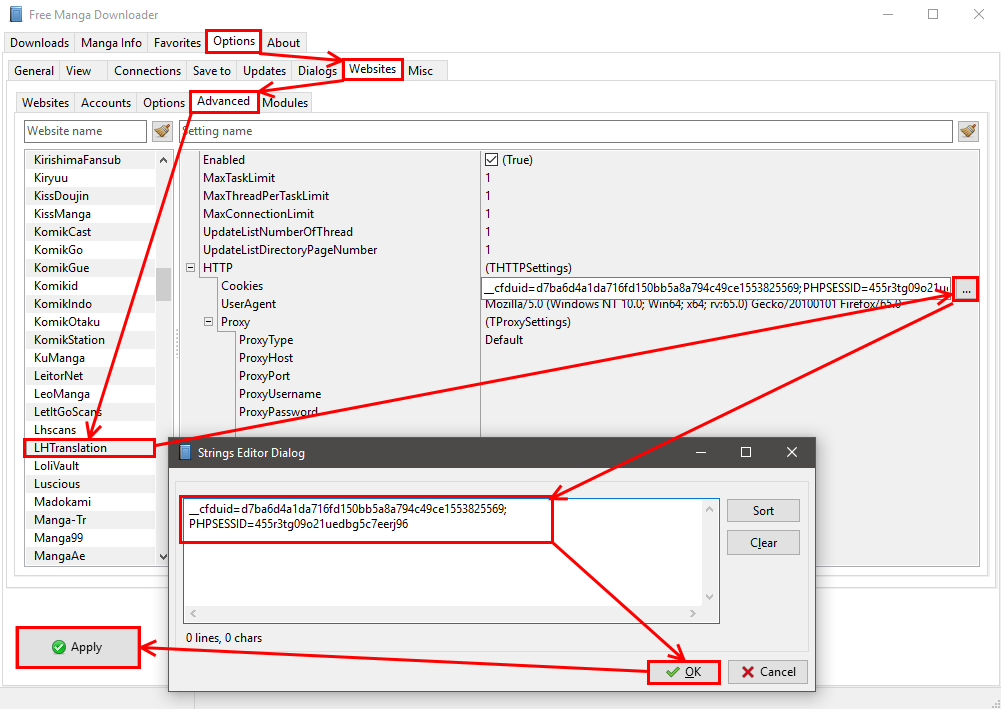 Free Manga Downloader
Downloads Manga Info Favorites Options About
General View Connections Save to Updates Dialogs Websites Misc
Websites Accounts Options Advanced Modules
Website name
Setting name
KirishimaFansub
Kiryuu
KissDoujin
KissManga
KomikCast
KomikGo
KomikGue
Komikid
KomikIndo
KomikOtaku
KomikStation
KuManga
LeitorNet
LeoManga
LetItGoScans
Lhscans
LHTranslation
LoliVault
Luscious
Madokami
Manga-Tr
Manga99
MangaAe
Enabled (True)
MaxTaskLimit 1
MaxThreadPerTaskLimit 1
MaxConnectionLimit 1
UpdateListNumberOfThread 1
UpdateListDirectoryPageNumber 1
HTTP (THTTPSettings)
Cookies __cfduid=d7ba6d4a1da716fd150bb5a8a794c49ce1553825569;PHPSESSID=455r3tg09o21ue ...
UserAgent Mozilla/5.0 (Windows NT 10.0; Win64; x64; rv:65.0) Gecko/20100101 Firefox/65.0
Proxy (TProxySettings)
ProxyType Default
ProxyHost
ProxyPort
ProxyUsername
ProxyPassword
Strings Editor Dialog
__cfduid=d7ba6d4a1da716fd150bb5a8a794c49ce1553825569;
PHPSESSID=455r3tg09o21uedbg5c7eerj96
Sort
Clear
0 lines, 0 chars
OK Cancel
Apply